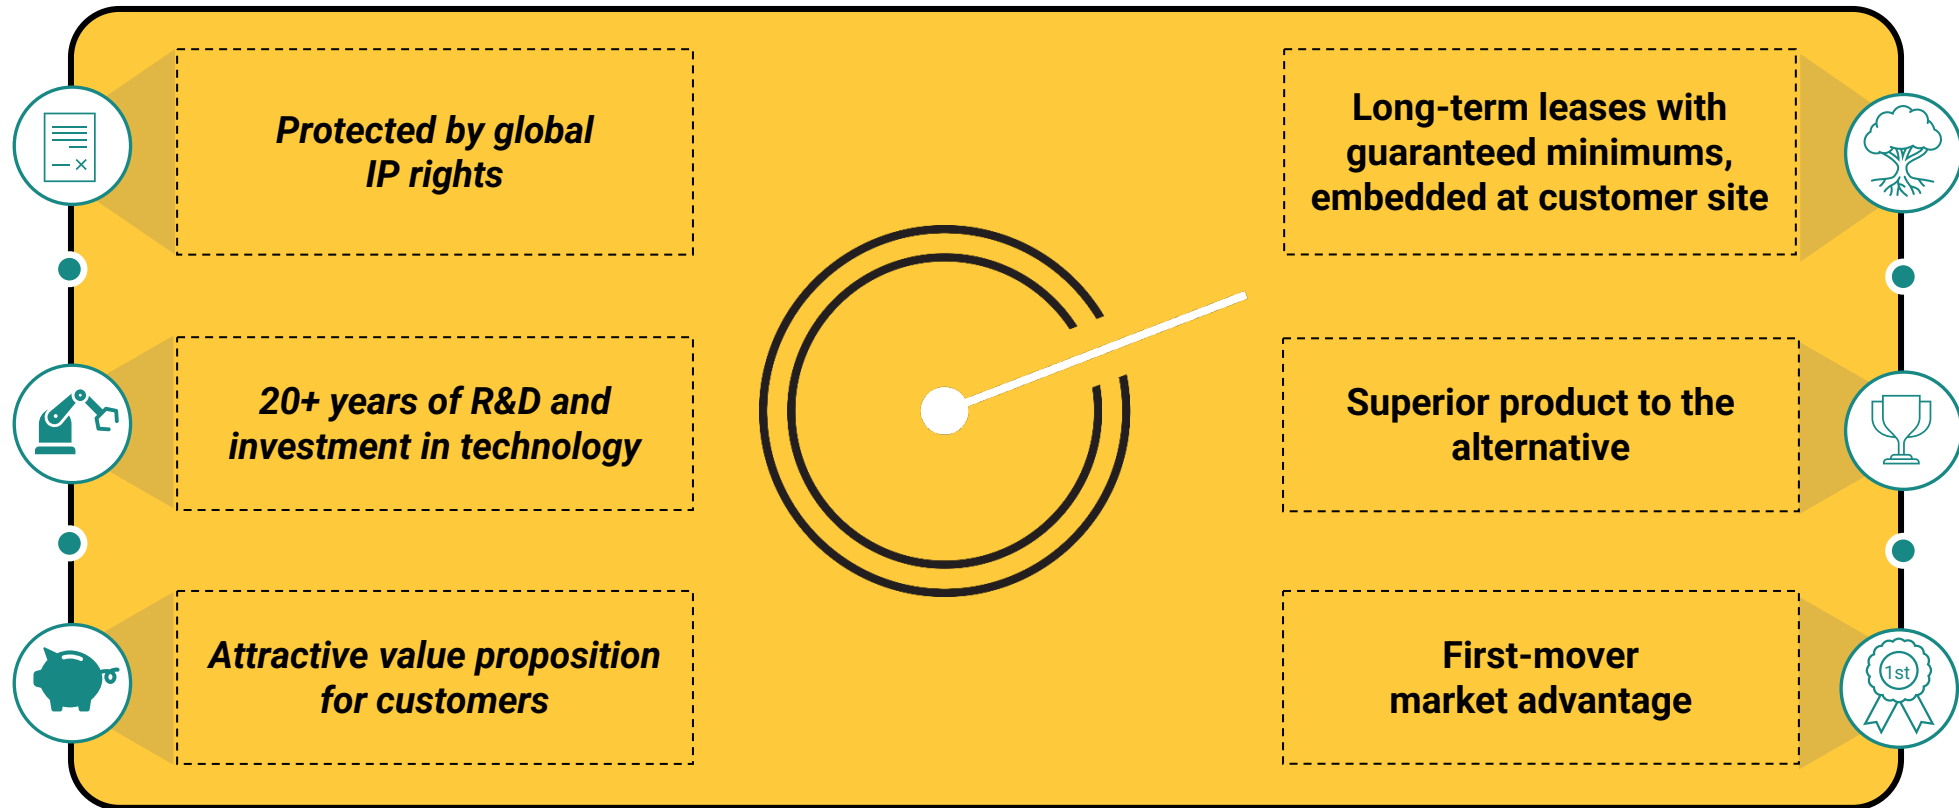 Protected by global
IP rights
20+ years of R&D and
investment in technology
Attractive value proposition
for customers
Long-term leases with
guaranteed minimums,
embedded at customer site
Superior product to the
alternative
First-mover
market advantage
1st